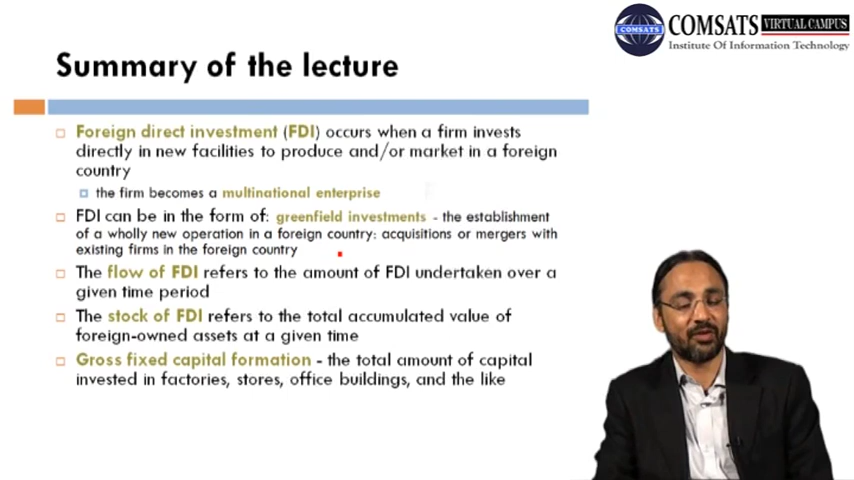 COMSATS VIRTUAL CAMPUS
COMSATS
Institute Of Information Technology
Summary of the lecture
Foreign direct investment (FDI) occurs when a firm invests
directly in new facilities to produce and/or market in a foreign
country
the firm becomes a multinational enterprise
FDI can be in the form of: greenfield investments - the establishment
of a wholly new operation in a foreign country: acquisitions or mergers with
existing firms in the foreign country
The flow of FDI refers to the amount of FDI undertaken over a
given time period
The stock of FDI refers to the total accumulated value of
foreign-owned assets at a given time
Gross fixed capital formation - the total amount of capital
invested in factories, stores, office buildings, and the like